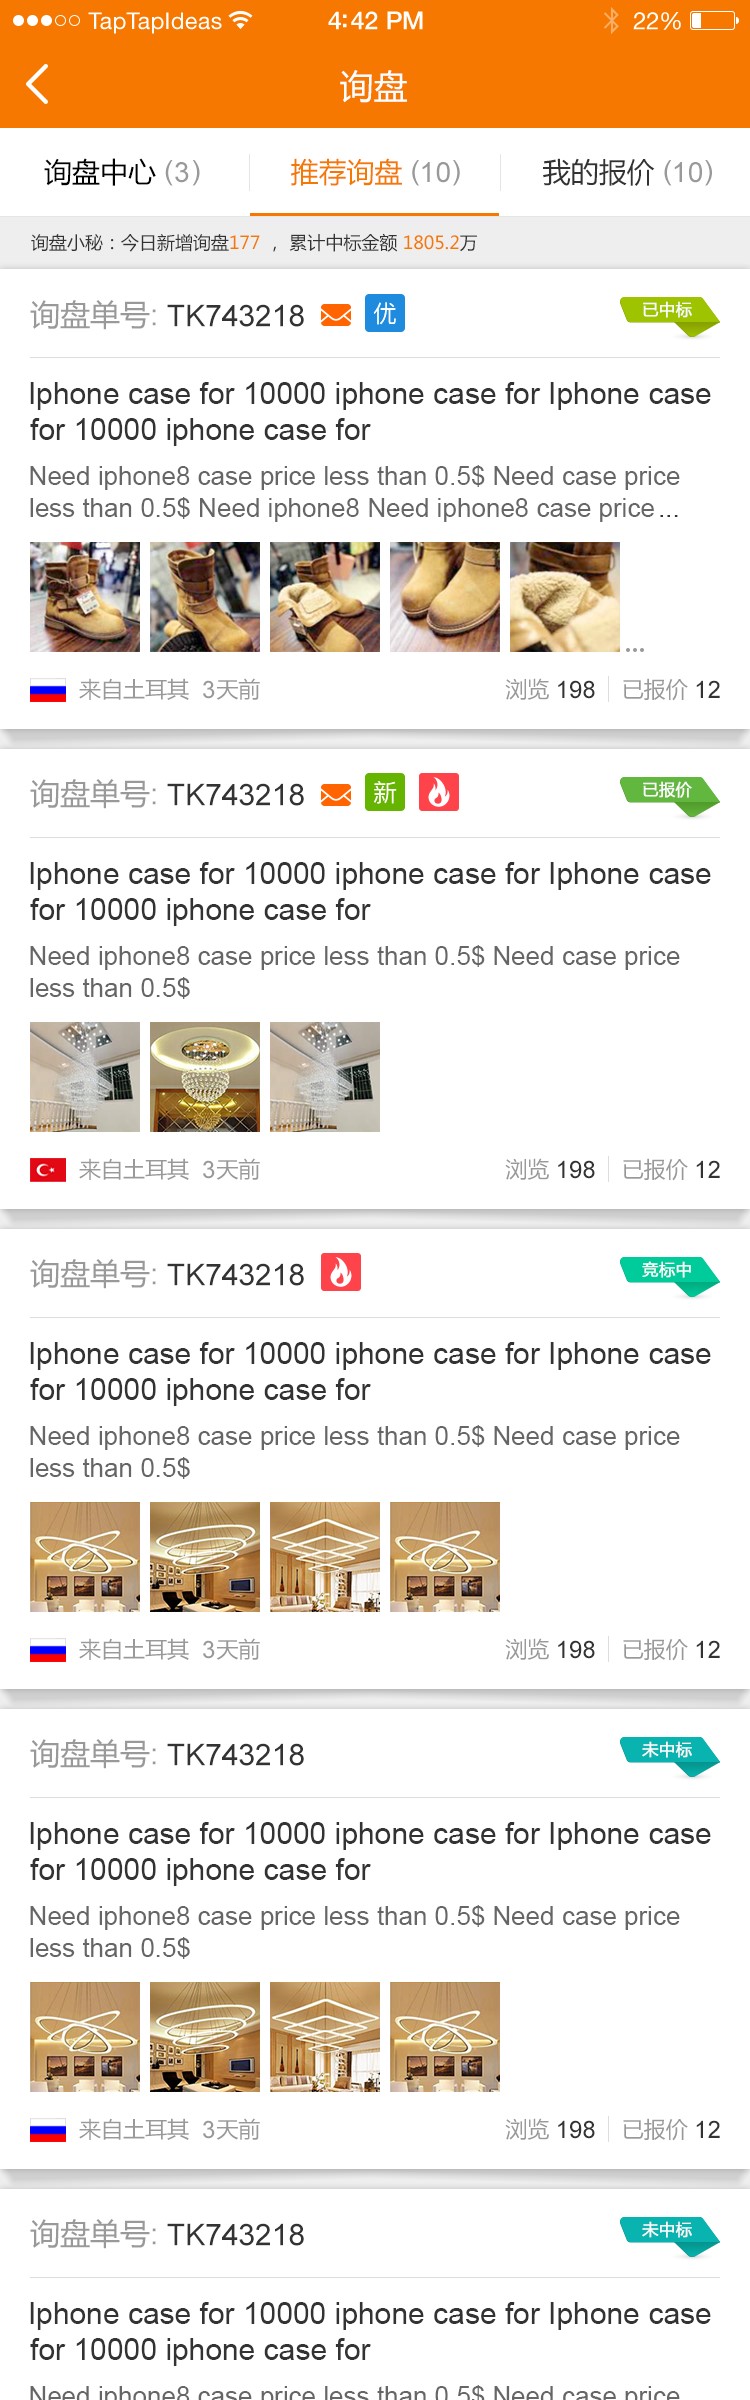 TapTapIdeas 4:42 PM 22%
询盘
询盘中心 (3) 推荐询盘 (10) 我的报价 (10)
询盘小秘：今日新增询盘177 ，累计中标金额 1805.2万
询盘单号: TK743218 优 已中标
Iphone case for 10000 iphone case for Iphone case
for 10000 iphone case for
Need iphone8 case price less than 0.5$ Need case price
less than 0.5$ Need iphone8 Need iphone8 case price...
...
来自土耳其 3天前 浏览 198 已报价 12
询盘单号: TK743218 新 已报价
Iphone case for 10000 iphone case for Iphone case
for 10000 iphone case for
Need iphone8 case price less than 0.5$ Need case price
less than 0.5$
来自土耳其 3天前 浏览 198 已报价 12
询盘单号: TK743218 竞标中
Iphone case for 10000 iphone case for Iphone case
for 10000 iphone case for
Need iphone8 case price less than 0.5$ Need case price
less than 0.5$
来自土耳其 3天前 浏览 198 已报价 12
询盘单号: TK743218 未中标
Iphone case for 10000 iphone case for Iphone case
for 10000 iphone case for
Need iphone8 case price less than 0.5$ Need case price
less than 0.5$
来自土耳其 3天前 浏览 198 已报价 12
询盘单号: TK743218 未中标
Iphone case for 10000 iphone case for Iphone case
for 10000 iphone case for
Need iphone8 case price less than 0.5$ Need case price